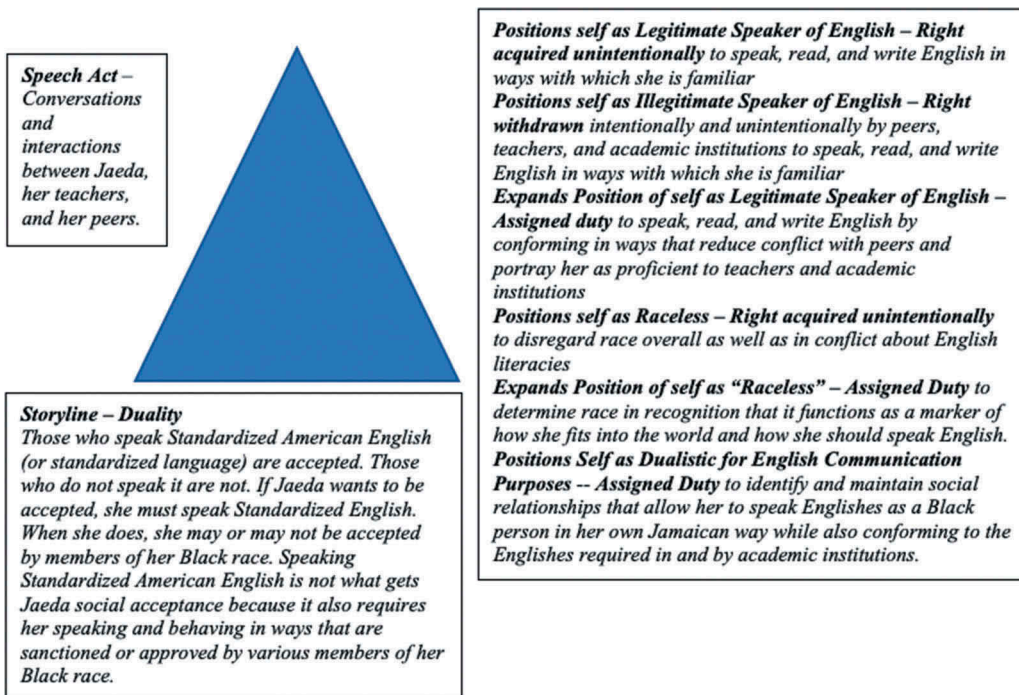 Speech Act –
Conversations
and
interactions
between Jaeda,
her teachers,
and her peers.
Storyline – Duality
Those who speak Standardized American English
(or standardized language) are accepted. Those
who do not speak it are not. If Jaeda wants to be
accepted, she must speak Standardized English.
When she does, she may or may not be accepted
by members of her Black race. Speaking
Standardized American English is not what gets
Jaeda social acceptance because it also requires
her speaking and behaving in ways that are
sanctioned or approved by various members of her
Black race.
Positions self as Legitimate Speaker of English – Right
acquired unintentionally to speak, read, and write English in
ways with which she is familiar
Positions self as Illegitimate Speaker of English – Right
withdrawn intentionally and unintentionally by peers,
teachers, and academic institutions to speak, read, and write
English in ways with which she is familiar
Expands Position of self as Legitimate Speaker of English –
Assigned duty to speak, read, and write English by
conforming in ways that reduce conflict with peers and
portray her as proficient to teachers and academic
institutions
Positions self as Raceless – Right acquired unintentionally
to disregard race overall as well as in conflict about English
literacies
Expands Position of self as “Raceless” – Assigned Duty to
determine race in recognition that it functions as a marker of
how she fits into the world and how she should speak English.
Positions Self as Dualistic for English Communication
Purposes -- Assigned Duty to identify and maintain social
relationships that allow her to speak Englishes as a Black
person in her own Jamaican way while also conforming to the
Englishes required in and by academic institutions.